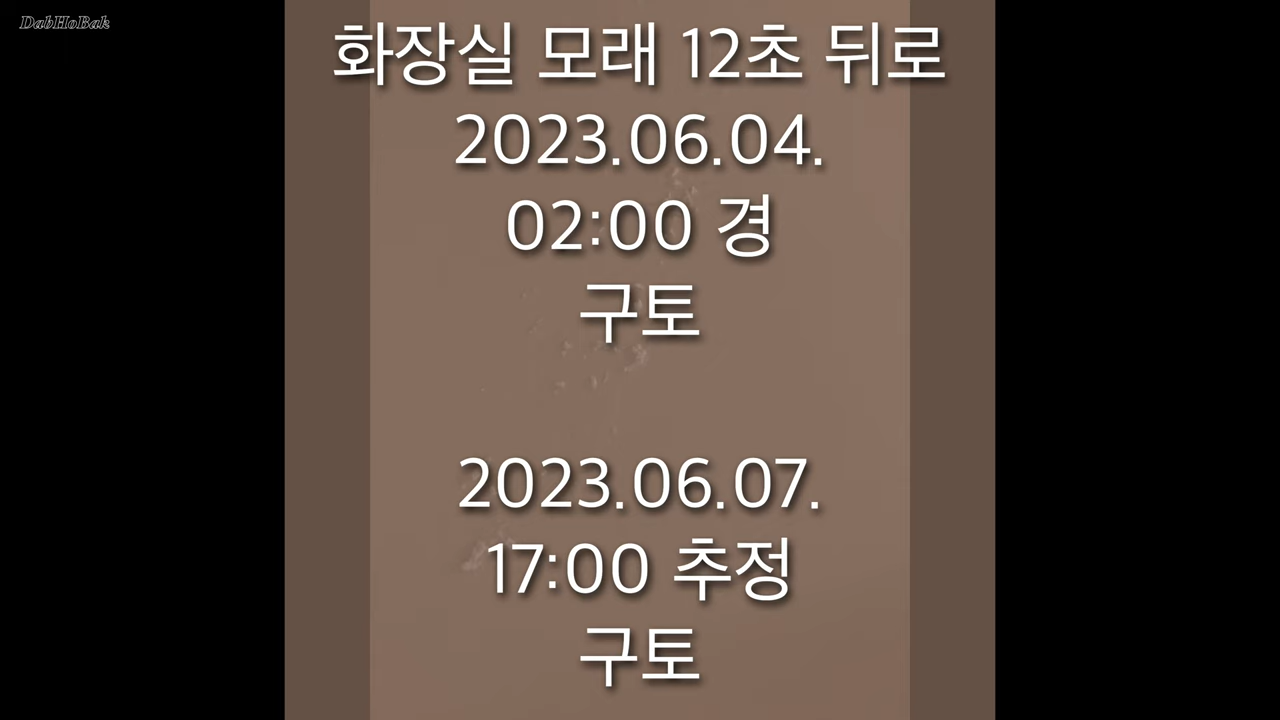 DabHoBak
화장실 모래 12초 뒤로
2023.06.04.
02:00 경
구토
2023.06.07.
17:00 추정
구토